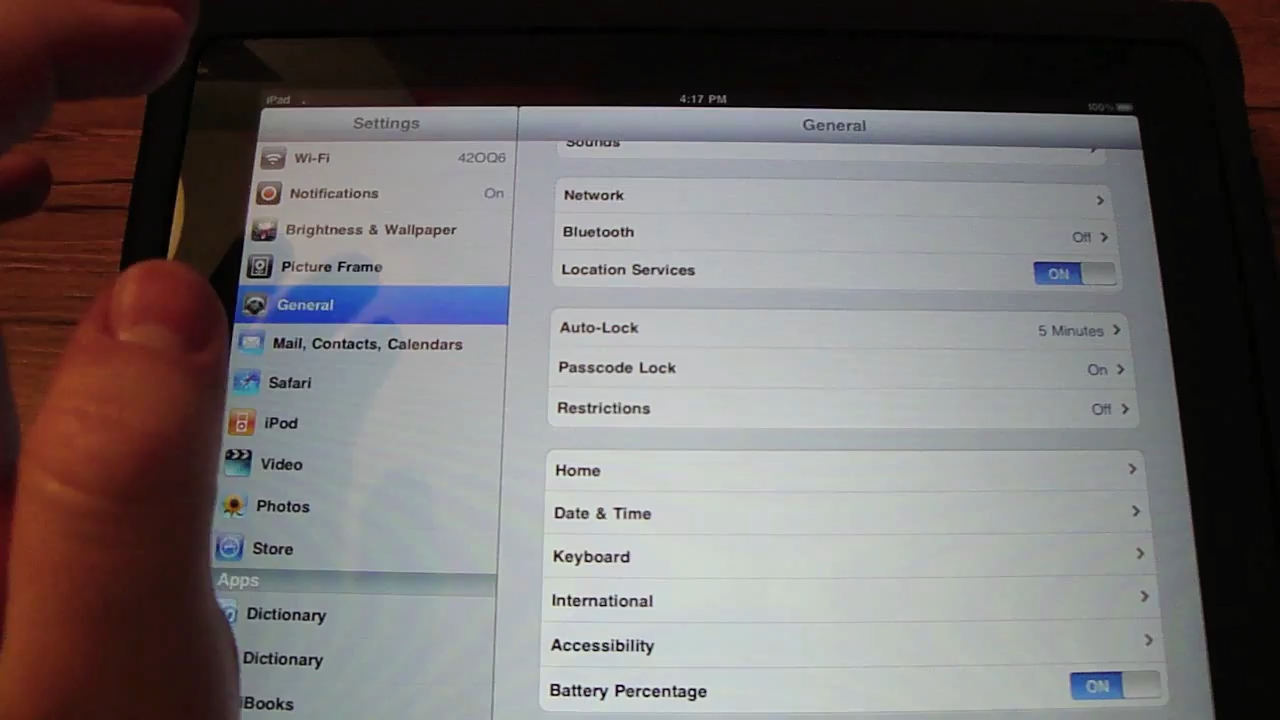 iPad
4:17 PM
100%
Settings
General
Wi-Fi 42OQ6
Notifications On
Brightness & Wallpaper
Picture Frame
General
Mail, Contacts, Calendars
Safari
iPod
Video
Photos
Store
Apps
Dictionary
Dictionary
iBooks
Sounds
Network
Bluetooth Off
Location Services ON
Auto-Lock 5 Minutes
Passcode Lock On
Restrictions Off
Home
Date & Time
Keyboard
International
Accessibility
Battery Percentage ON